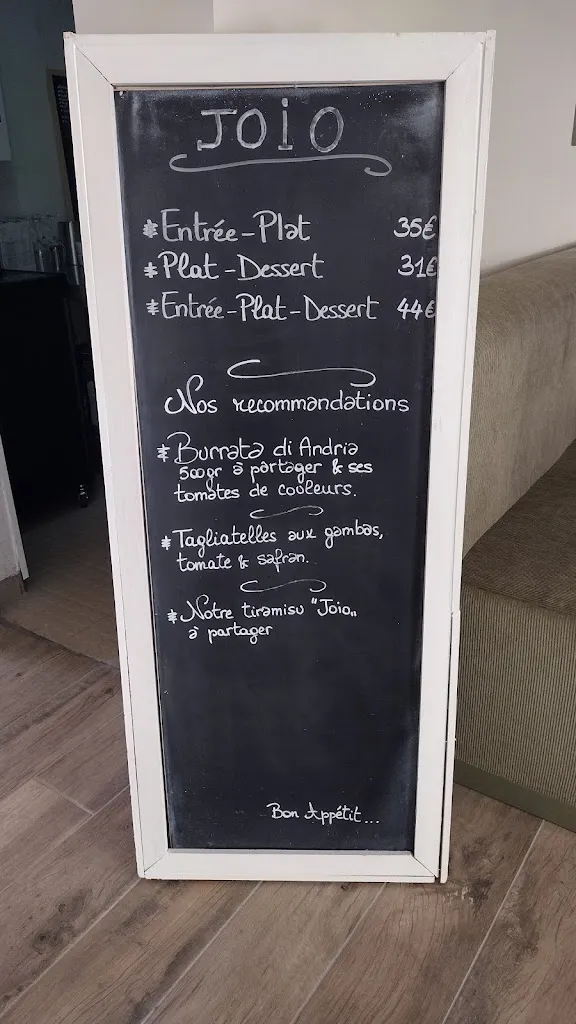 JOiO
* Entrée-Plat 35€
* Plat-Dessert 31€
* Entrée-Plat-Dessert 44€
Nos recommandations
* Burrata di Andria
500gr à partager & ses
tomates de couleurs.
* Tagliatelles aux gambas,
tomate & safran.
* Notre tiramisu "Joio"
à partager
Bon Appétit...